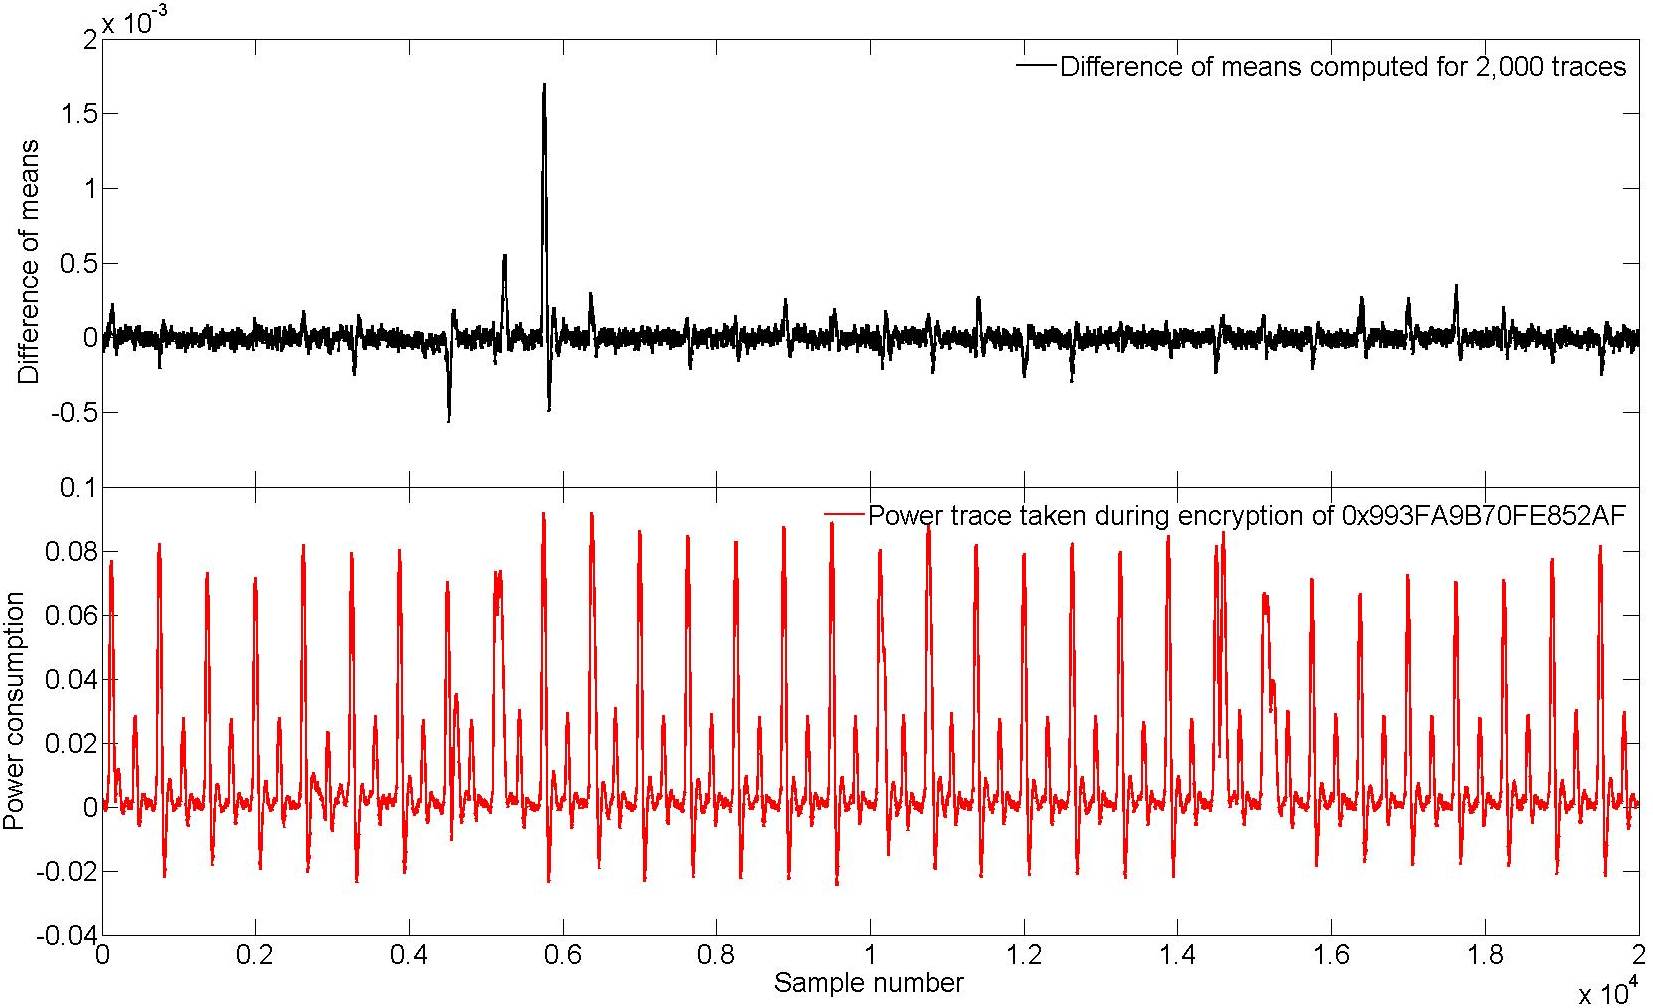 x 10-3
2
Difference of means computed for 2,000 traces
1.5
1
0.5
0
-0.5
Difference of means
0.1
Power trace taken during encryption of 0x993FA9B70FE852AF
0.08
0.06
0.04
0.02
0
-0.02
-0.04
Power consumption
0 0.2 0.4 0.6 0.8 1 1.2 1.4 1.6 1.8 2
Sample number
x 10 4